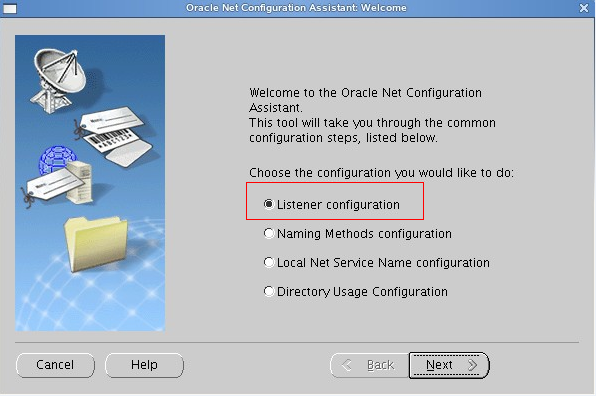 Oracle Net Configuration Assistant: Welcome
Welcome to the Oracle Net Configuration
Assistant.
This tool will take you through the common
configuration steps, listed below.
Choose the configuration you would like to do:
Listener configuration
Naming Methods configuration
Local Net Service Name configuration
Directory Usage Configuration
Cancel
Help
Back
Next